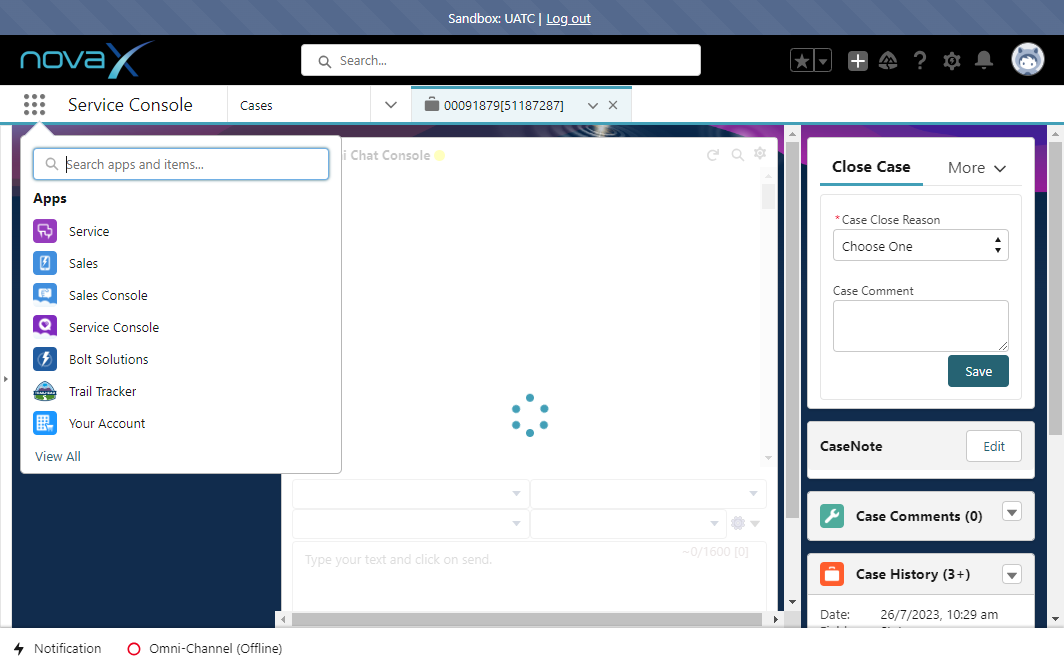 Sandbox: UATC | Log out
novaX
Search...
Service Console
Cases
00091879[51187287]
Search apps and items...
Apps
Service
Sales
Sales Console
Service Console
Bolt Solutions
Trail Tracker
Your Account
View All
i Chat Console
Type your text and click on send.
~0/1600 [0]
Close Case
More
*Case Close Reason
Choose One
Case Comment
Save
CaseNote
Edit
Case Comments (0)
Case History (3+)
Date:
26/7/2023, 10:29 am
Notification
Omni-Channel (Offline)